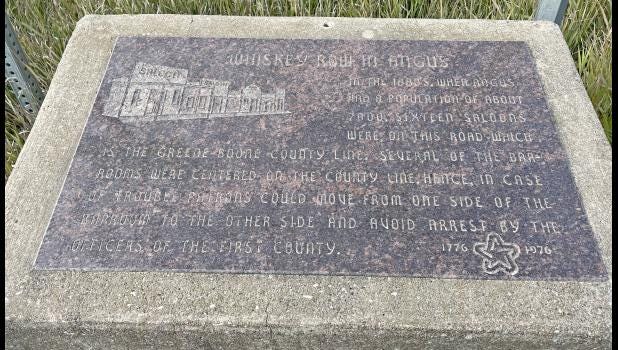 WHISKEY ROW IN ANGUS
SALOON
IN THE 1880'S, WHEN ANGUS
HAD A POPULATION OF ABOUT
7000, SIXTEEN SALOONS
WERE ON THIS ROAD WHICH
IS THE GREENE-BOONE COUNTY LINE. SEVERAL OF THE BAR-
ROOMS WERE CENTERED ON THE COUNTY LINE, HENCE, IN CASE
OF TROUBLE PATRONS COULD MOVE FROM ONE SIDE OF THE
BARROOM TO THE OTHER SIDE AND AVOID ARREST BY THE
OFFICERS OF THE FIRST COUNTY.
1776 1976